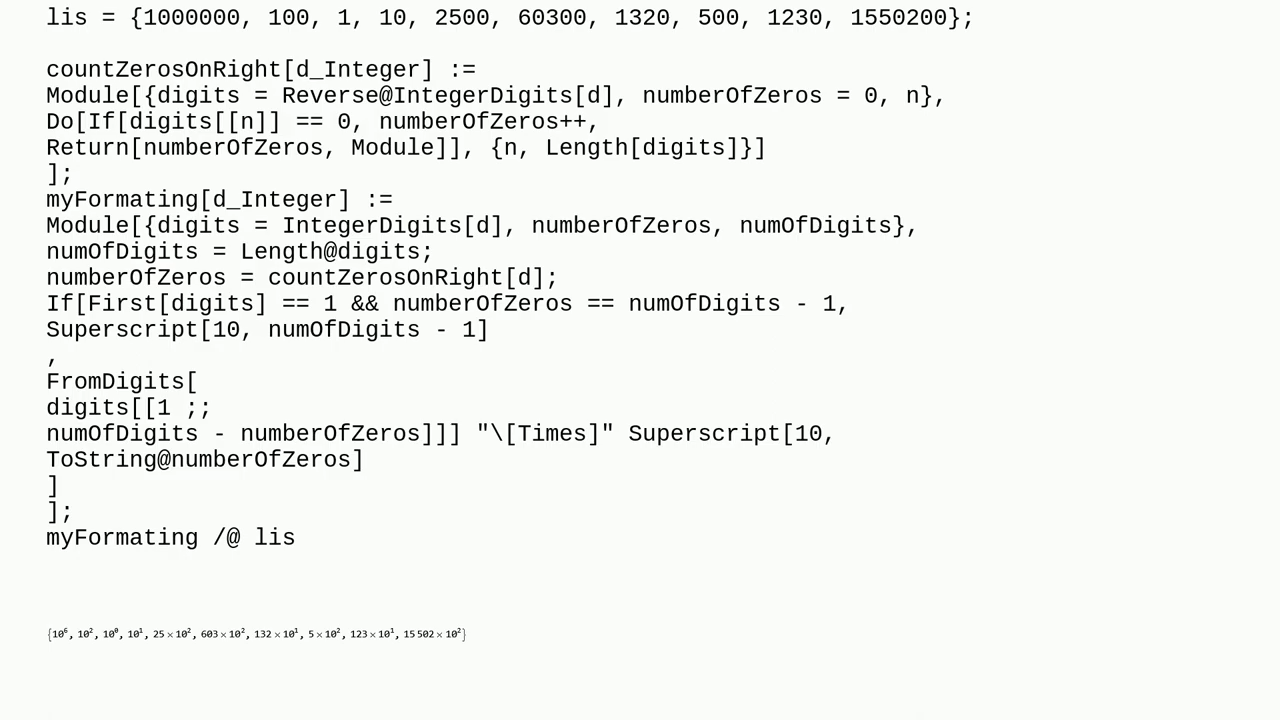 lis = {1000000, 100, 1, 10, 2500, 60300, 1320, 500, 1230, 1550200};
countZerosOnRight[d_Integer] :=
Module[{digits = Reverse@IntegerDigits[d], numberOfZeros = 0, n},
Do[If[digits[[n]] == 0, numberOfZeros++,
Return[numberOfZeros, Module]], {n, Length[digits]}]
];
myFormating[d_Integer] :=
Module[{digits = IntegerDigits[d], numberOfZeros, numOfDigits},
numOfDigits = Length@digits;
numberOfZeros = countZerosOnRight[d];
If[First[digits] == 1 && numberOfZeros == numOfDigits - 1,
Superscript[10, numOfDigits - 1]
,
FromDigits[
digits[[1 ;;
numOfDigits - numberOfZeros]]] "\[Times]" Superscript[10,
ToString@numberOfZeros]
]
];
myFormating /@ lis
{10⁶, 10², 10⁰, 10¹, 25 × 10², 603 × 10², 132 × 10¹, 5 × 10², 123 × 10¹, 15 502 × 10²}